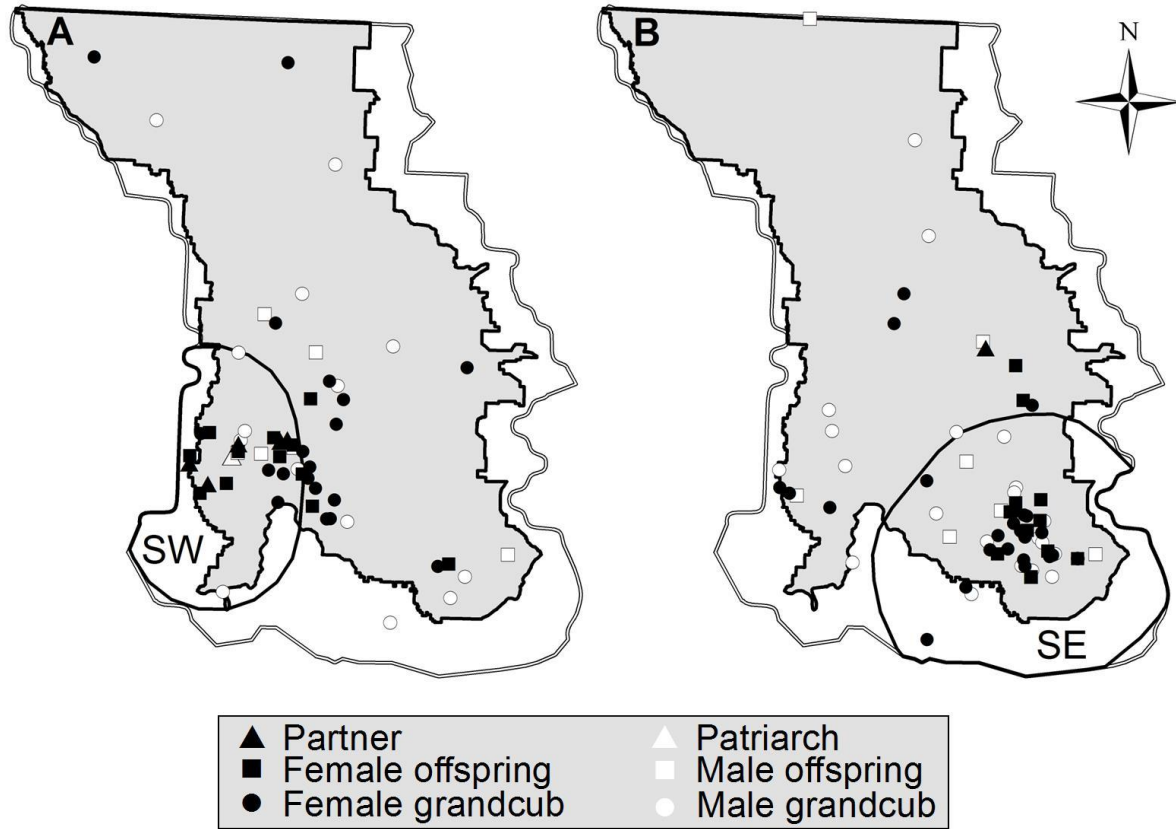 A
B
N
SW
SE
Partner
Patriarch
Female offspring
Male offspring
Female grandcub
Male grandcub